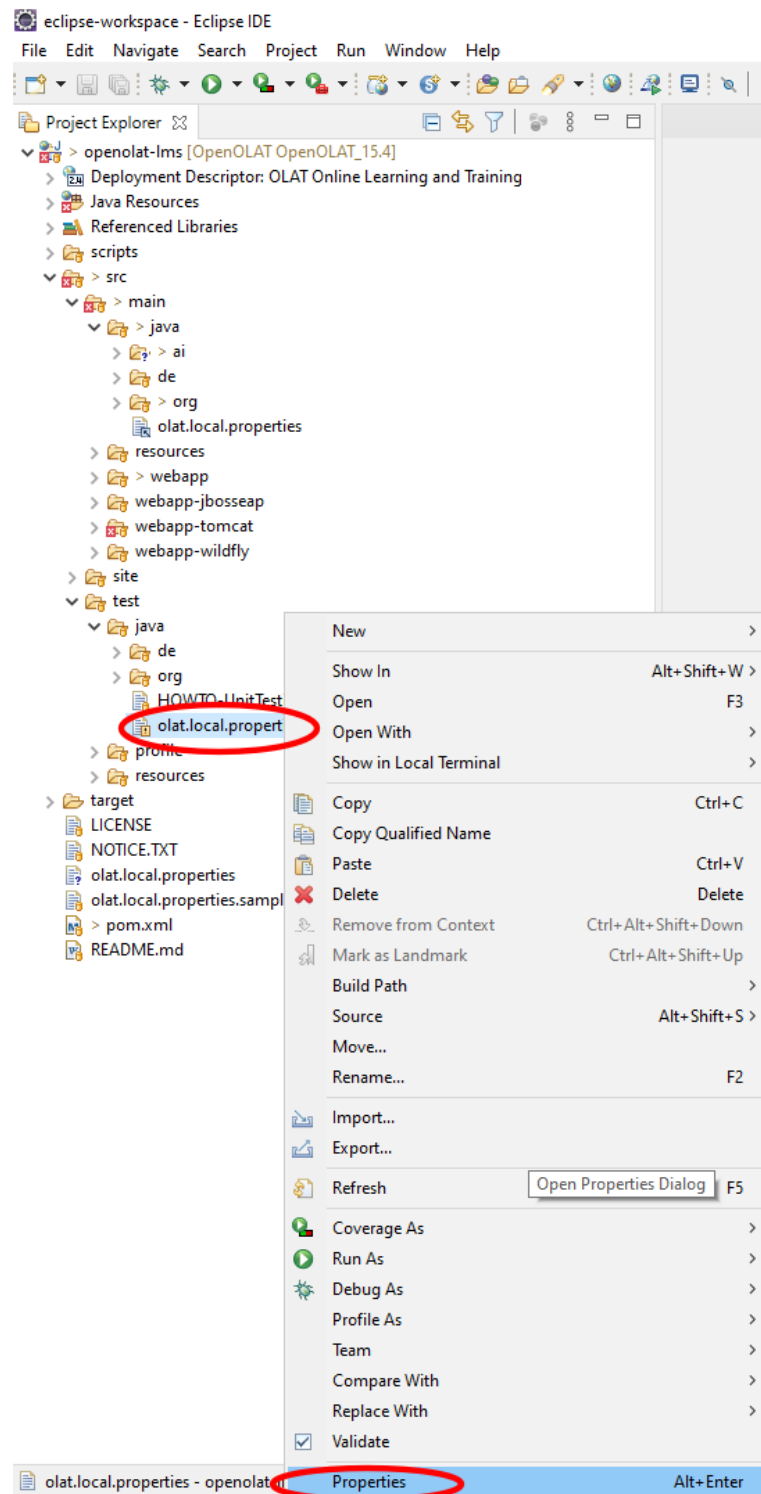 eclipse-workspace - Eclipse IDE
File Edit Navigate Search Project Run Window Help
Project Explorer
> openolat-lms [OpenOLAT OpenOLAT_15.4]
Deployment Descriptor: OLAT Online Learning and Training
Java Resources
Referenced Libraries
scripts
> src
> main
> java
> ai
de
> org
olat.local.properties
resources
> webapp
webapp-jbosseap
webapp-tomcat
webapp-wildfly
site
test
java
New
de
Show In Alt+Shift+W
org
Open F3
HOWTO-UnitTest
olat.local.propert
Open With
profile
Show in Local Terminal
resources
target
Copy Ctrl+C
LICENSE
Copy Qualified Name
NOTICE.TXT
Paste Ctrl+V
olat.local.properties
Delete Delete
olat.local.properties.sampl
Remove from Context Ctrl+Alt+Shift+Down
> pom.xml
Mark as Landmark Ctrl+Alt+Shift+Up
README.md
Build Path
Source Alt+Shift+S
Move...
Rename... F2
Import...
Export...
Refresh F5
Open Properties Dialog
Coverage As
Run As
Debug As
Profile As
Team
Compare With
Replace With
Validate
olat.local.properties - openolat
Properties Alt+Enter